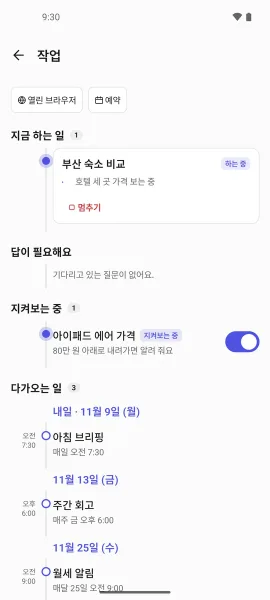 9:30
작업
열린 브라우저
예약
지금 하는 일 1
부산 숙소 비교 하는 중
· 호텔 세 곳 가격 보는 중
멈추기
답이 필요해요
기다리고 있는 질문이 없어요.
지켜보는 중 1
아이패드 에어 가격 지켜보는 중
80만 원 아래로 내려가면 알려 줘요
다가오는 일 3
내일 · 11월 9일 (월)
오전 7:30
아침 브리핑
매일 오전 7:30
11월 13일 (금)
오후 6:00
주간 회고
매주 금 오후 6:00
11월 25일 (수)
오전 9:00
월세 알림
매달 25일 오전 9:00